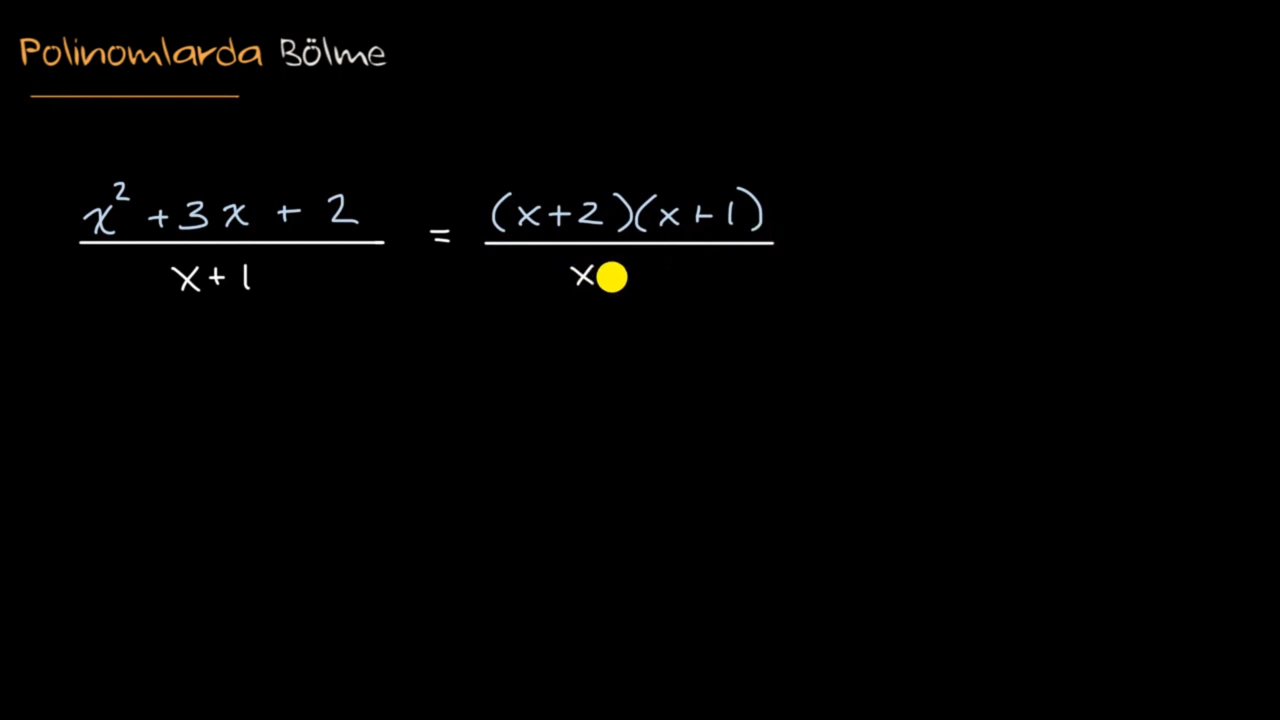 Polinomlarda Bölme
x² + 3x + 2 = (x+2)(x+1)
x + 1 x